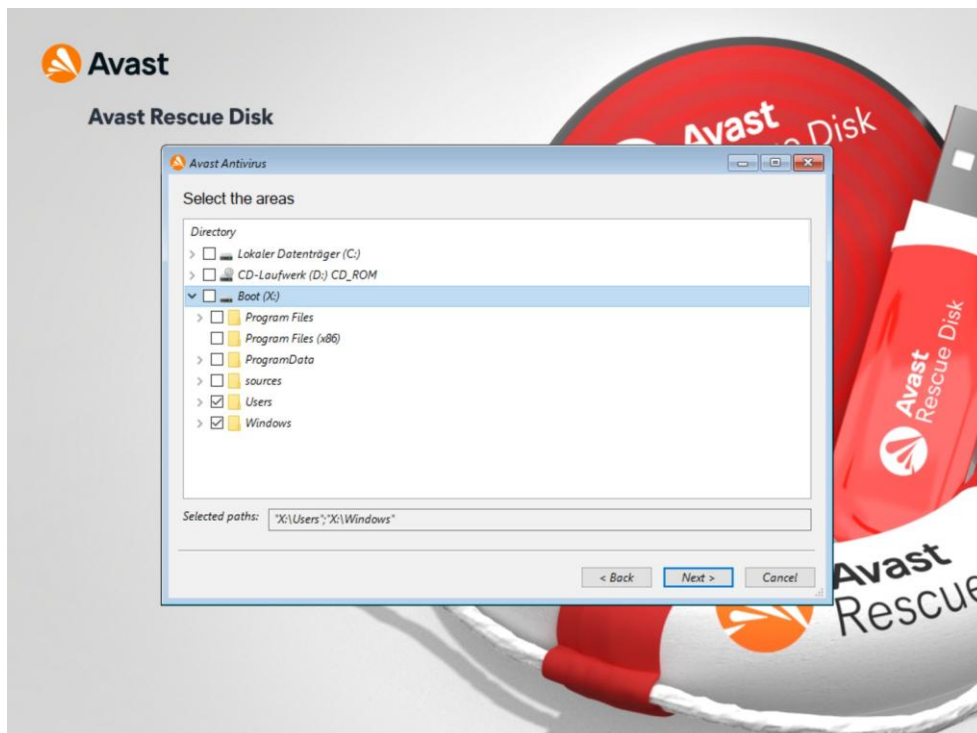 Avast
Avast Rescue Disk
Avast
Disk
Avast Antivirus
Select the areas
Directory
Lokaler Datenträger (C:)
CD-Laufwerk (D:) CD_ROM
Boot (X:)
Program Files
Program Files (x86)
ProgramData
sources
Users
Windows
Selected paths: "X:\Users";"X:\Windows"
< Back Next > Cancel
Avast
Rescue Disk
Avast
Rescue